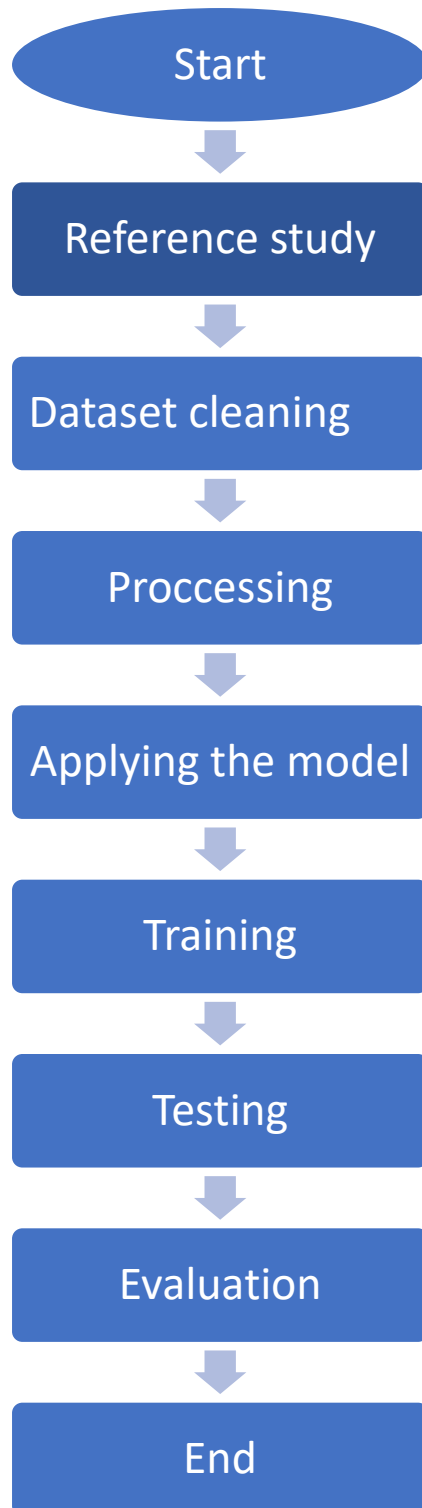 Start
Reference study
Dataset cleaning
Proccessing
Applying the model
Training
Testing
Evaluation
End